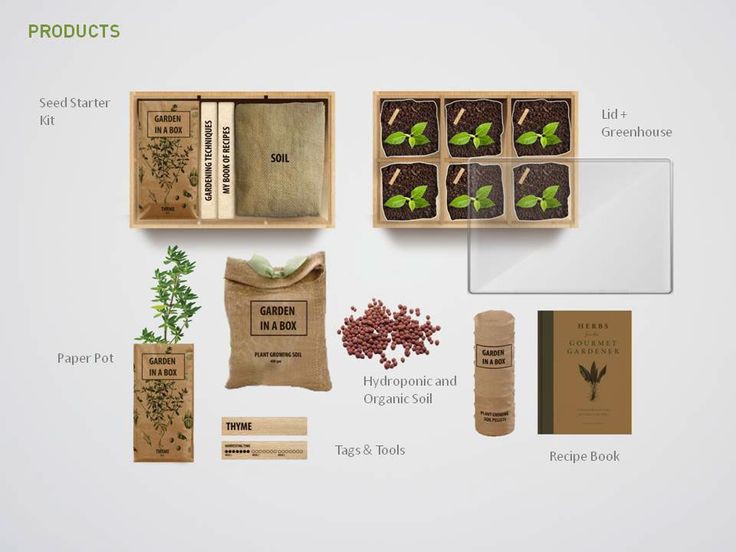 PRODUCTS
Seed Starter
Kit
GARDEN
IN A BOX
THYME
GARDENING TECHNIQUES
MY BOOK OF RECIPES
SOIL
Lid +
Greenhouse
Paper Pot
GARDEN
IN A BOX
THYME
GARDEN
IN A BOX
PLANT GROWING SOIL
THYME
HARVESTING TIME
Tags & Tools
Hydroponic and
Organic Soil
GARDEN
IN A BOX
PLANT GROWING
SOIL PELLETS
HERBS
for the
GOURMET
GARDENER
Recipe Book